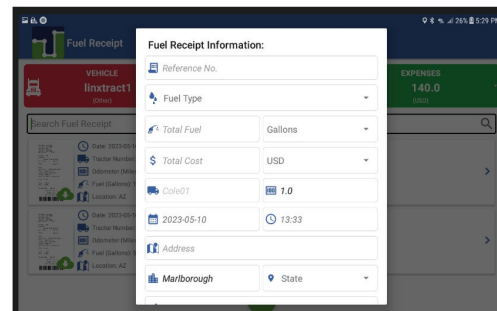 26% 5:29 PM
Fuel Receipt
Fuel Receipt Information:
Reference No.
VEHICLE
linxtract1
(Other)
EXPENSES
140.0
(USD)
Fuel Type
Search Fuel Receipt
Total Fuel
Gallons
Total Cost
USD
Date: 2023-05-
Tractor Number
Odometer (Mile
Fuel (Gallons):
Location: AZ
Cole01
1.0
2023-05-10
13:33
Address
Marlborough
State
Date: 2023-05-
Tractor Number
Odometer (Mile
Fuel (Gallons):
Location: AZ